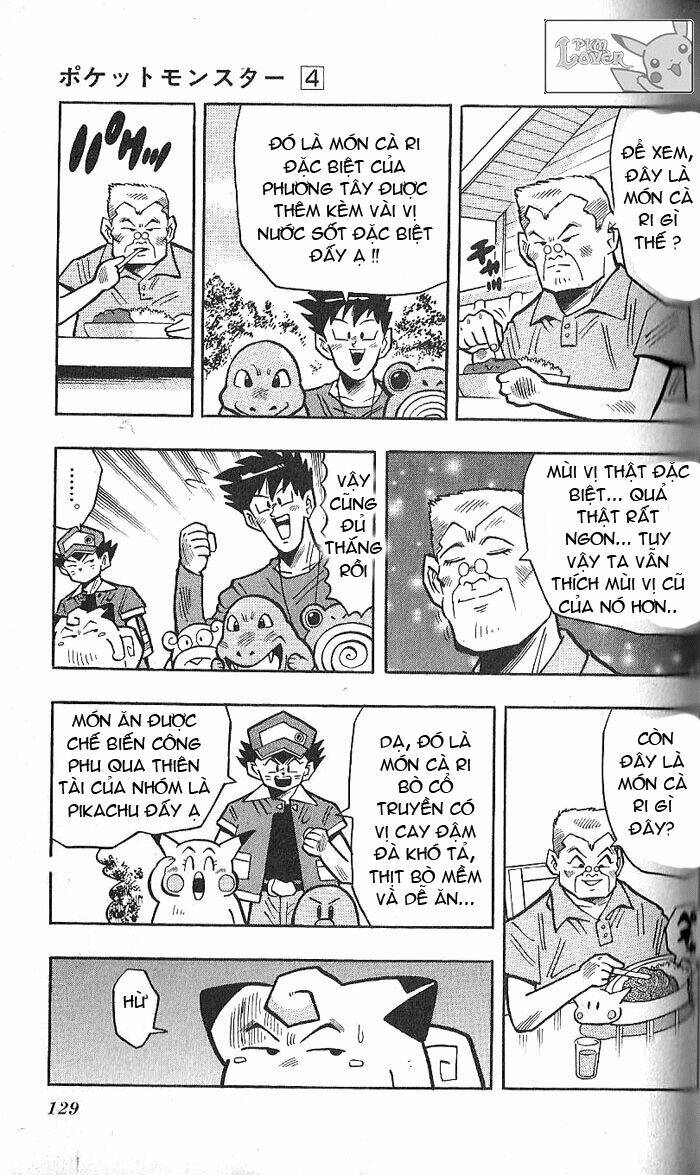 PKM
LOVER
ポケットモンスター 4
ĐỂ XEM,
ĐÂY LÀ
MÓN CÀ
RI GÌ
THẾ ?
ĐÓ LÀ MÓN CÀ RI
ĐẶC BIỆT CỦA
PHƯƠNG TÂY ĐƯỢC
THÊM KÈM VÀI VỊ
NƯỚC SỐT ĐẶC BIỆT
ĐẤY Ạ !!
MÙI VỊ THẬT ĐẶC
BIỆT... QUẢ
THẬT RẤT
NGON... TUY
VẬY TA VẪN
THÍCH MÙI VỊ CŨ
CỦA NÓ HƠN..
VẬY
CŨNG
ĐỦ
THẮNG
RỒI
......
CÒN
ĐÂY LÀ
MÓN CÀ
RI GÌ
ĐÂY?
DẠ, ĐÓ LÀ
MÓN CÀ RI
BÒ CỔ
TRUYỀN CÓ
VỊ CAY ĐẬM
ĐÀ KHÓ TẢ,
THỊT BÒ MỀM
VÀ DỄ ĂN...
MÓN ĂN ĐƯỢC
CHẾ BIẾN CÔNG
PHU QUA THIÊN
TÀI CỦA NHÓM LÀ
PIKACHU ĐẤY Ạ
HỪ
129